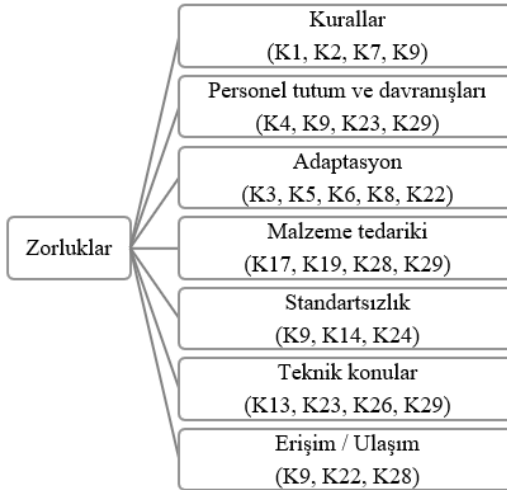 Kurallar
(K1, K2, K7, K9)
Personel tutum ve davranışları
(K4, K9, K23, K29)
Adaptasyon
(K3, K5, K6, K8, K22)
Zorluklar
Malzeme tedariki
(K17, K19, K28, K29)
Standartsızlık
(K9, K14, K24)
Teknik konular
(K13, K23, K26, K29)
Erişim / Ulaşım
(K9, K22, K28)